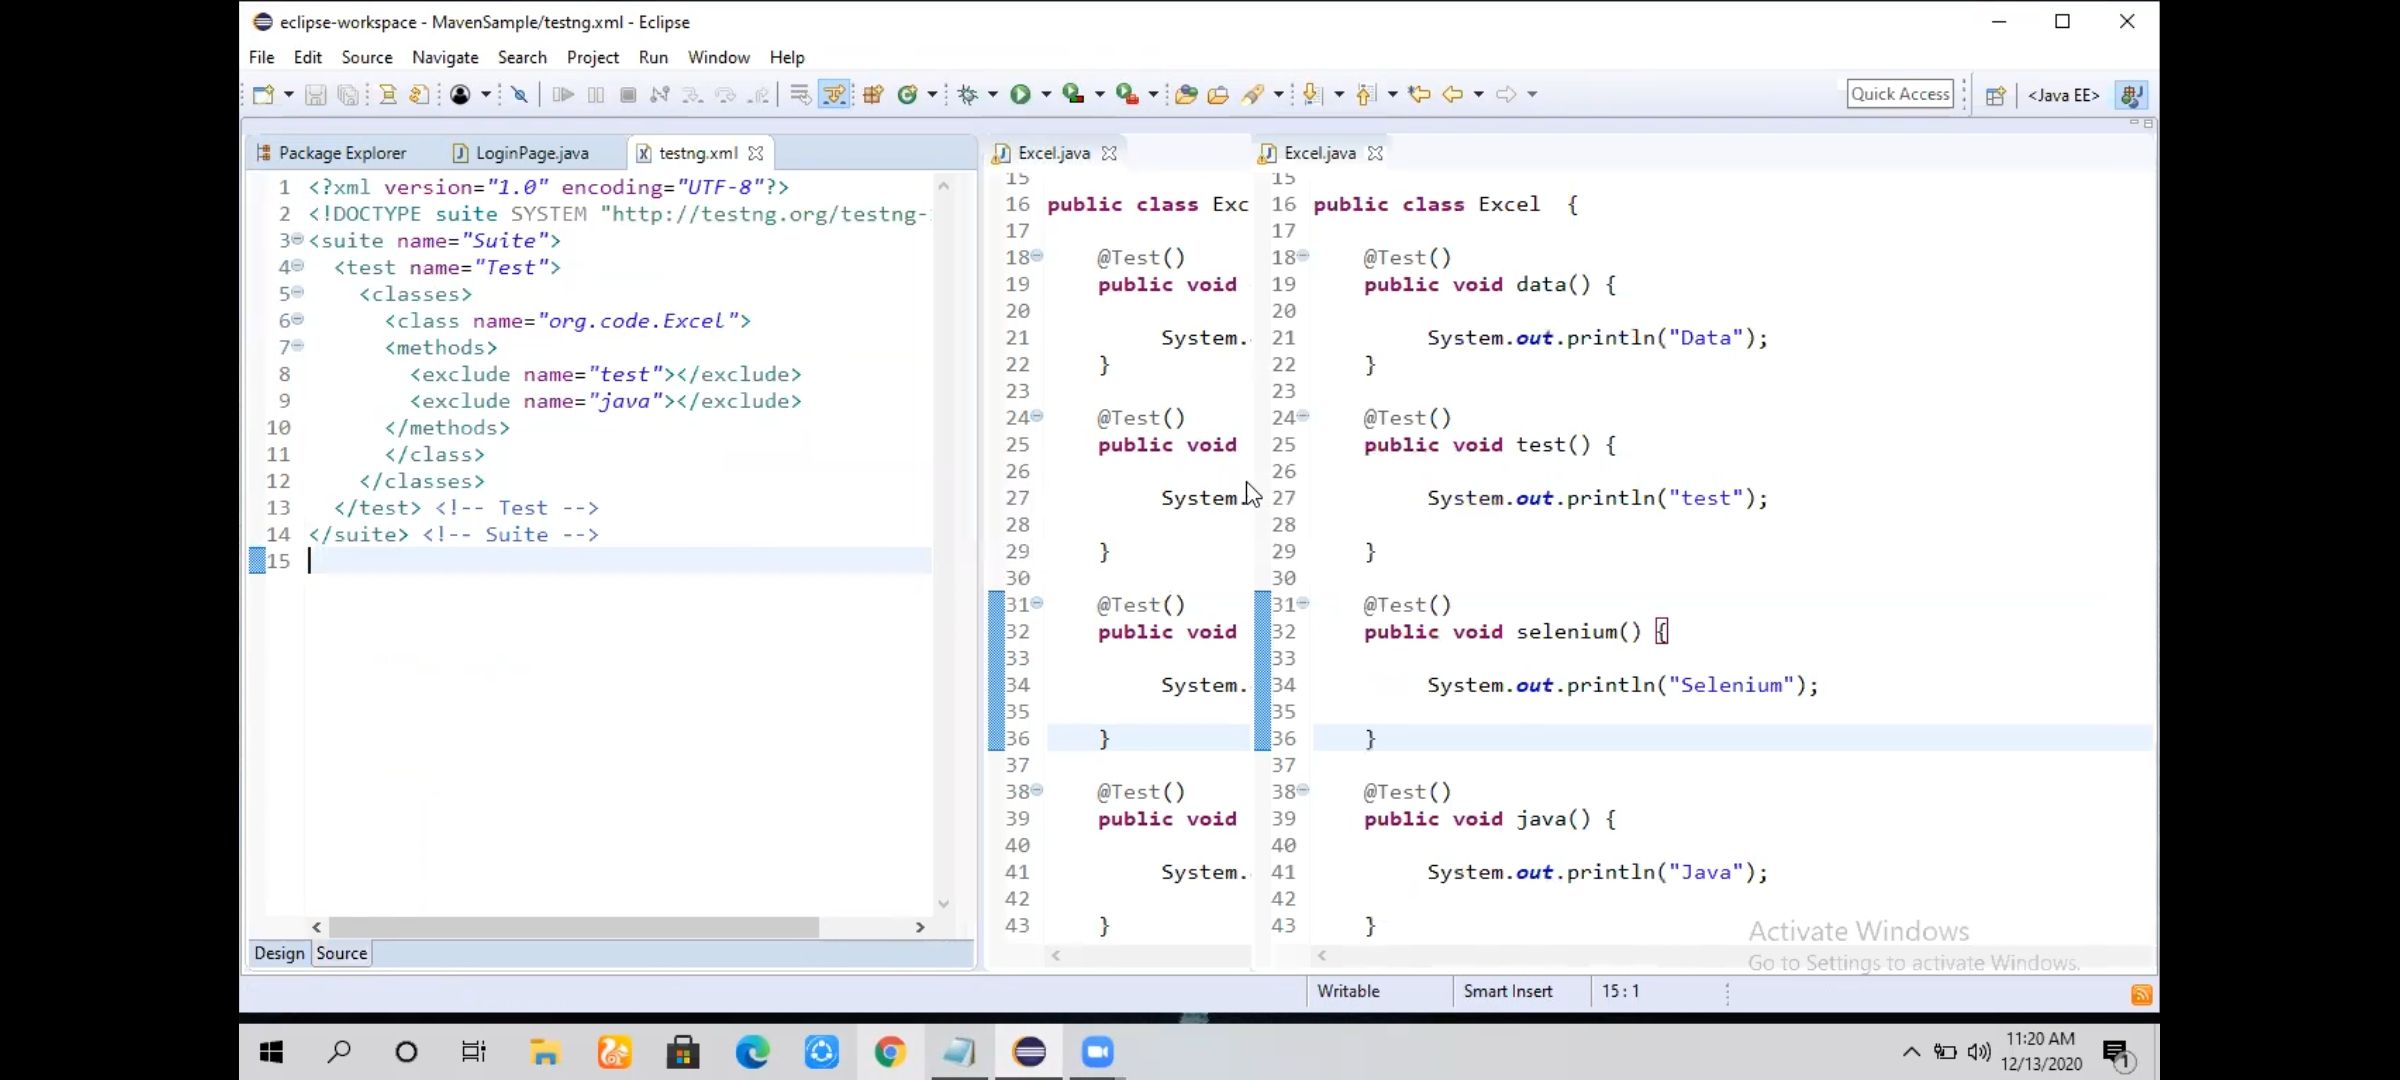 eclipse-workspace - MavenSample/testng.xml - Eclipse
File Edit Source Navigate Search Project Run Window Help
Quick Access <Java EE>
Package Explorer LoginPage.java testng.xml
1 <?xml version="1.0" encoding="UTF-8"?>
2 <!DOCTYPE suite SYSTEM "http://testng.org/testng-
3 <suite name="Suite">
4 <test name="Test">
5 <classes>
6 <class name="org.code.Excel">
7 <methods>
8 <exclude name="test"></exclude>
9 <exclude name="java"></exclude>
10 </methods>
11 </class>
12 </classes>
13 </test> <!-- Test -->
14 </suite> <!-- Suite -->
15
Design Source
Excel.java
15
16 public class Exc
17
18 @Test()
19 public void
20
21 System.
22 }
23
24 @Test()
25 public void
26
27 System.
28
29 }
30
31 @Test()
32 public void
33
34 System.
35
36 }
37
38 @Test()
39 public void
40
41 System.
42
43 }
Excel.java
15
16 public class Excel {
17
18 @Test()
19 public void data() {
20
21 System.out.println("Data");
22 }
23
24 @Test()
25 public void test() {
26
27 System.out.println("test");
28
29 }
30
31 @Test()
32 public void selenium() {
33
34 System.out.println("Selenium");
35
36 }
37
38 @Test()
39 public void java() {
40
41 System.out.println("Java");
42
43 }
Activate Windows
Go to Settings to activate Windows.
Writable Smart Insert 15 : 1
11:20 AM
12/13/2020
1